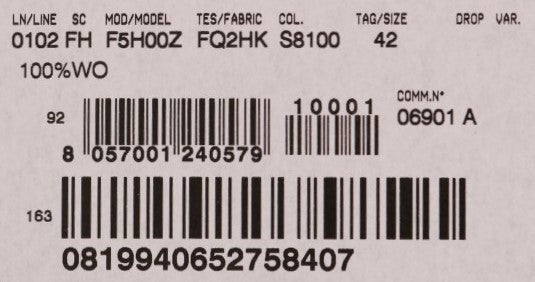 LN/LINE SC MOD/MODEL TES/FABRIC COL. TAG/SIZE DROP VAR.
0102 FH F5H00Z FQ2HK S8100 42
100%WO
10001
COMM.N°
92
06901 A
8 057001 240579
163
0819940652758407